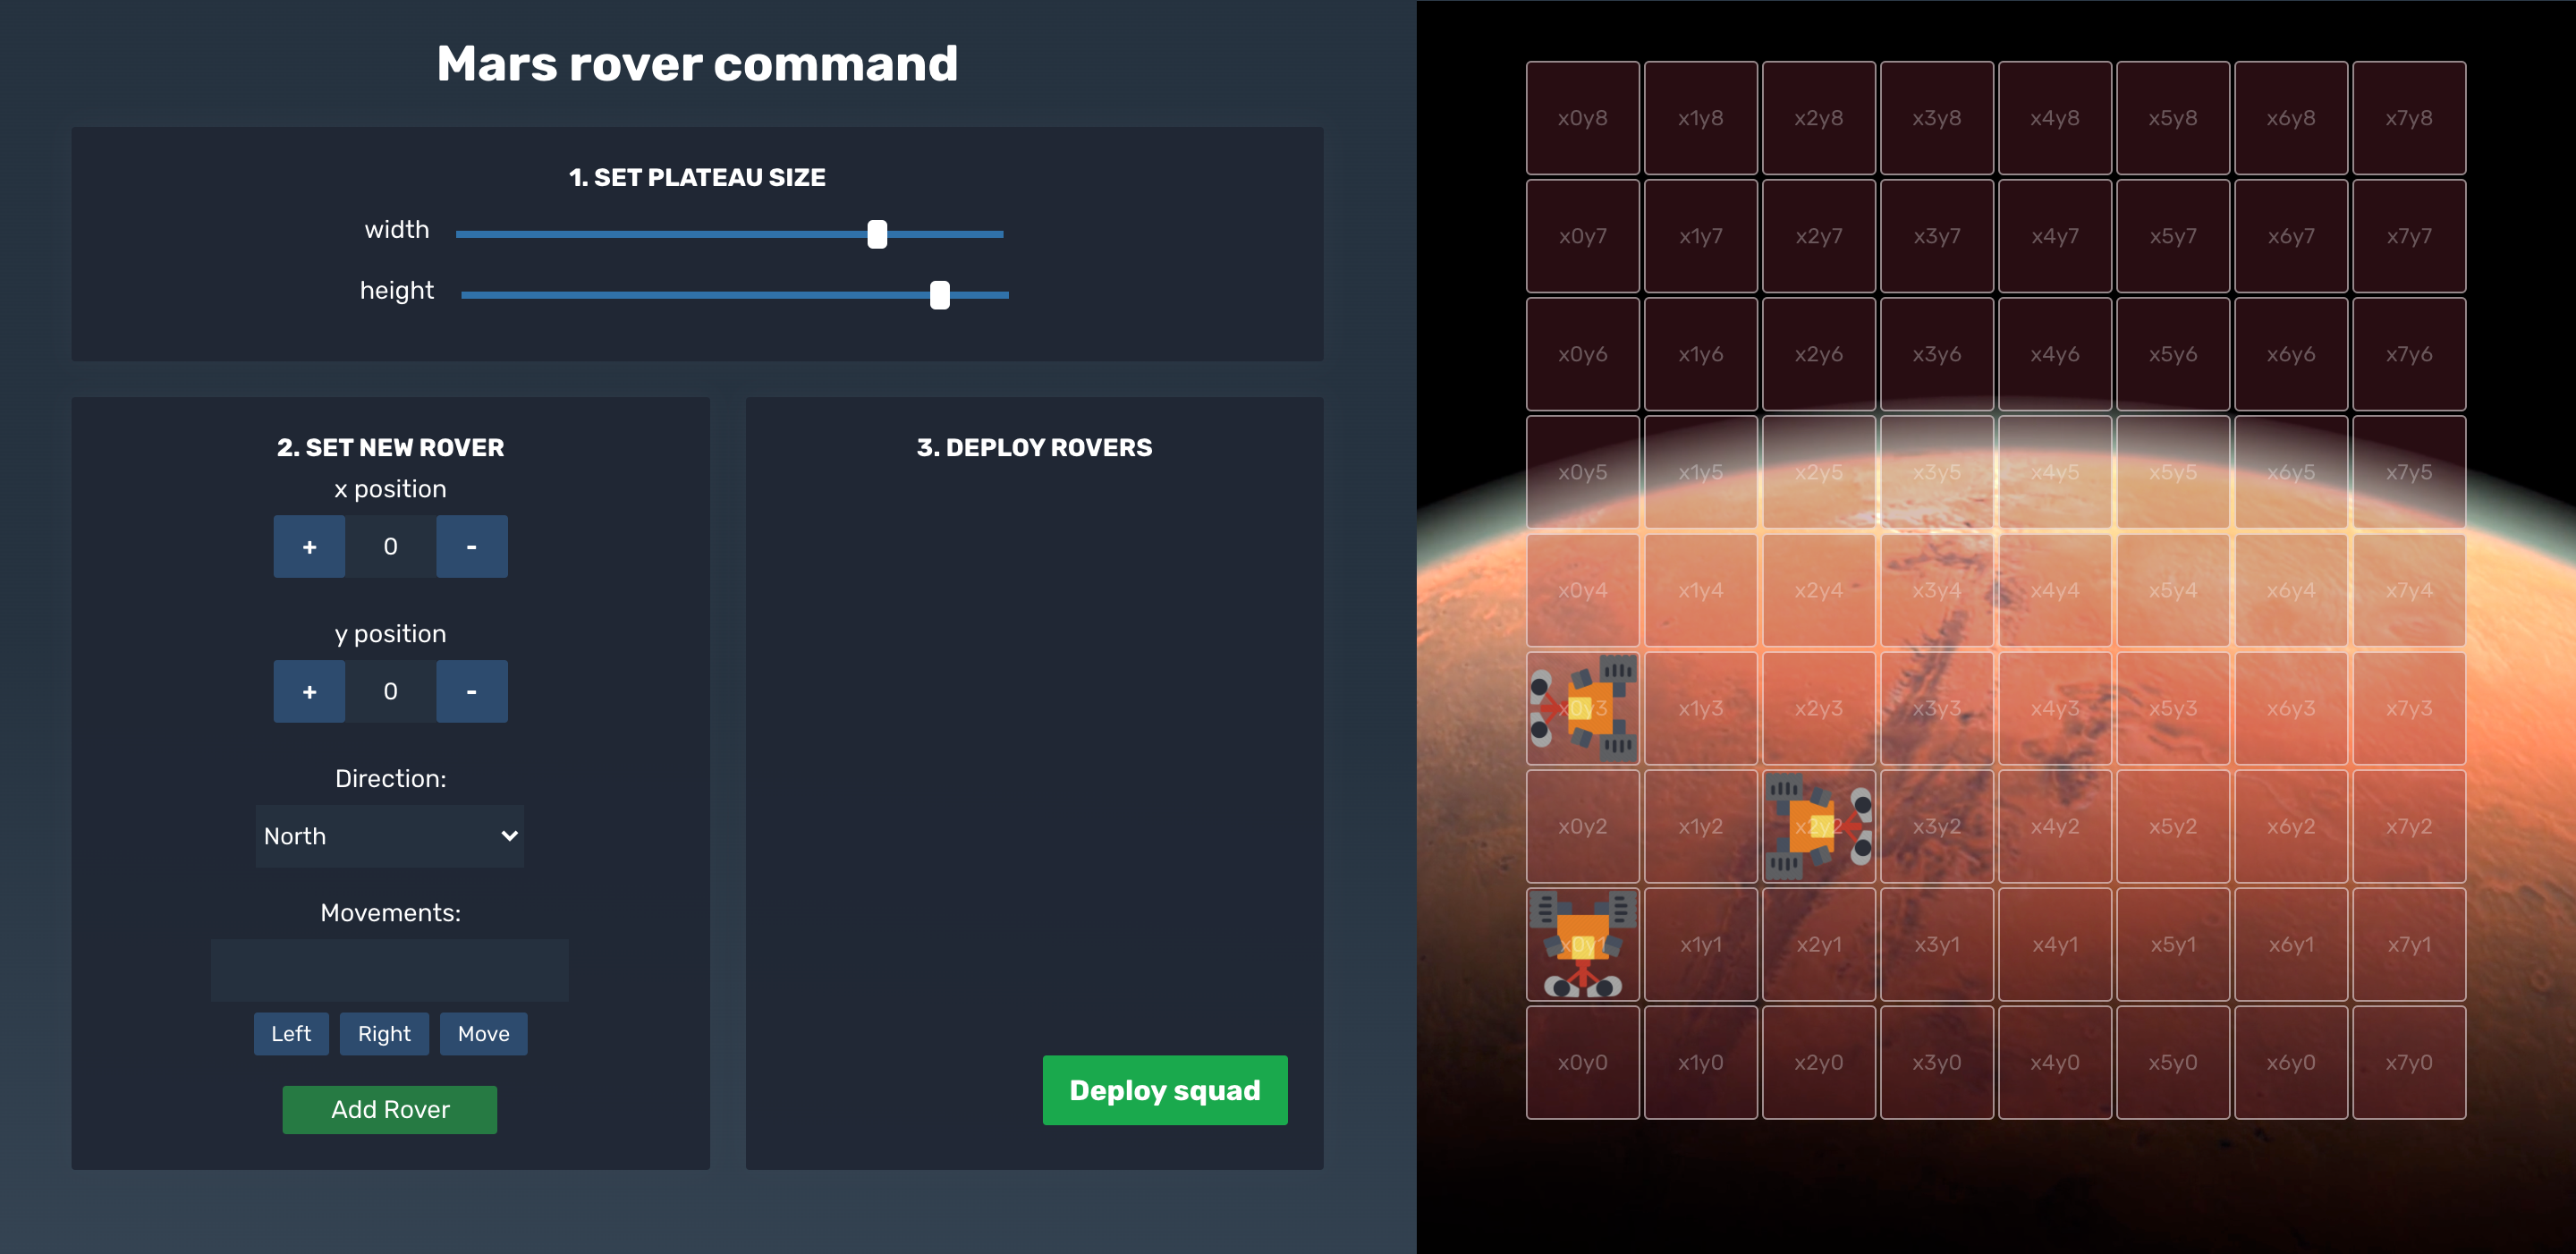 Mars rover command
1. SET PLATEAU SIZE
width
height
2. SET NEW ROVER
x position
+ 0 -
y position
+ 0 -
Direction:
North
Movements:
Left Right Move
Add Rover
3. DEPLOY ROVERS
Deploy squad
x0y8 x1y8 x2y8 x3y8 x4y8 x5y8 x6y8 x7y8
x0y7 x1y7 x2y7 x3y7 x4y7 x5y7 x6y7 x7y7
x0y6 x1y6 x2y6 x3y6 x4y6 x5y6 x6y6 x7y6
x0y5 x1y5 x2y5 x3y5 x4y5 x5y5 x6y5 x7y5
x0y4 x1y4 x2y4 x3y4 x4y4 x5y4 x6y4 x7y4
x0y3 x1y3 x2y3 x3y3 x4y3 x5y3 x6y3 x7y3
x0y2 x1y2 x2y2 x3y2 x4y2 x5y2 x6y2 x7y2
x0y1 x1y1 x2y1 x3y1 x4y1 x5y1 x6y1 x7y1
x0y0 x1y0 x2y0 x3y0 x4y0 x5y0 x6y0 x7y0